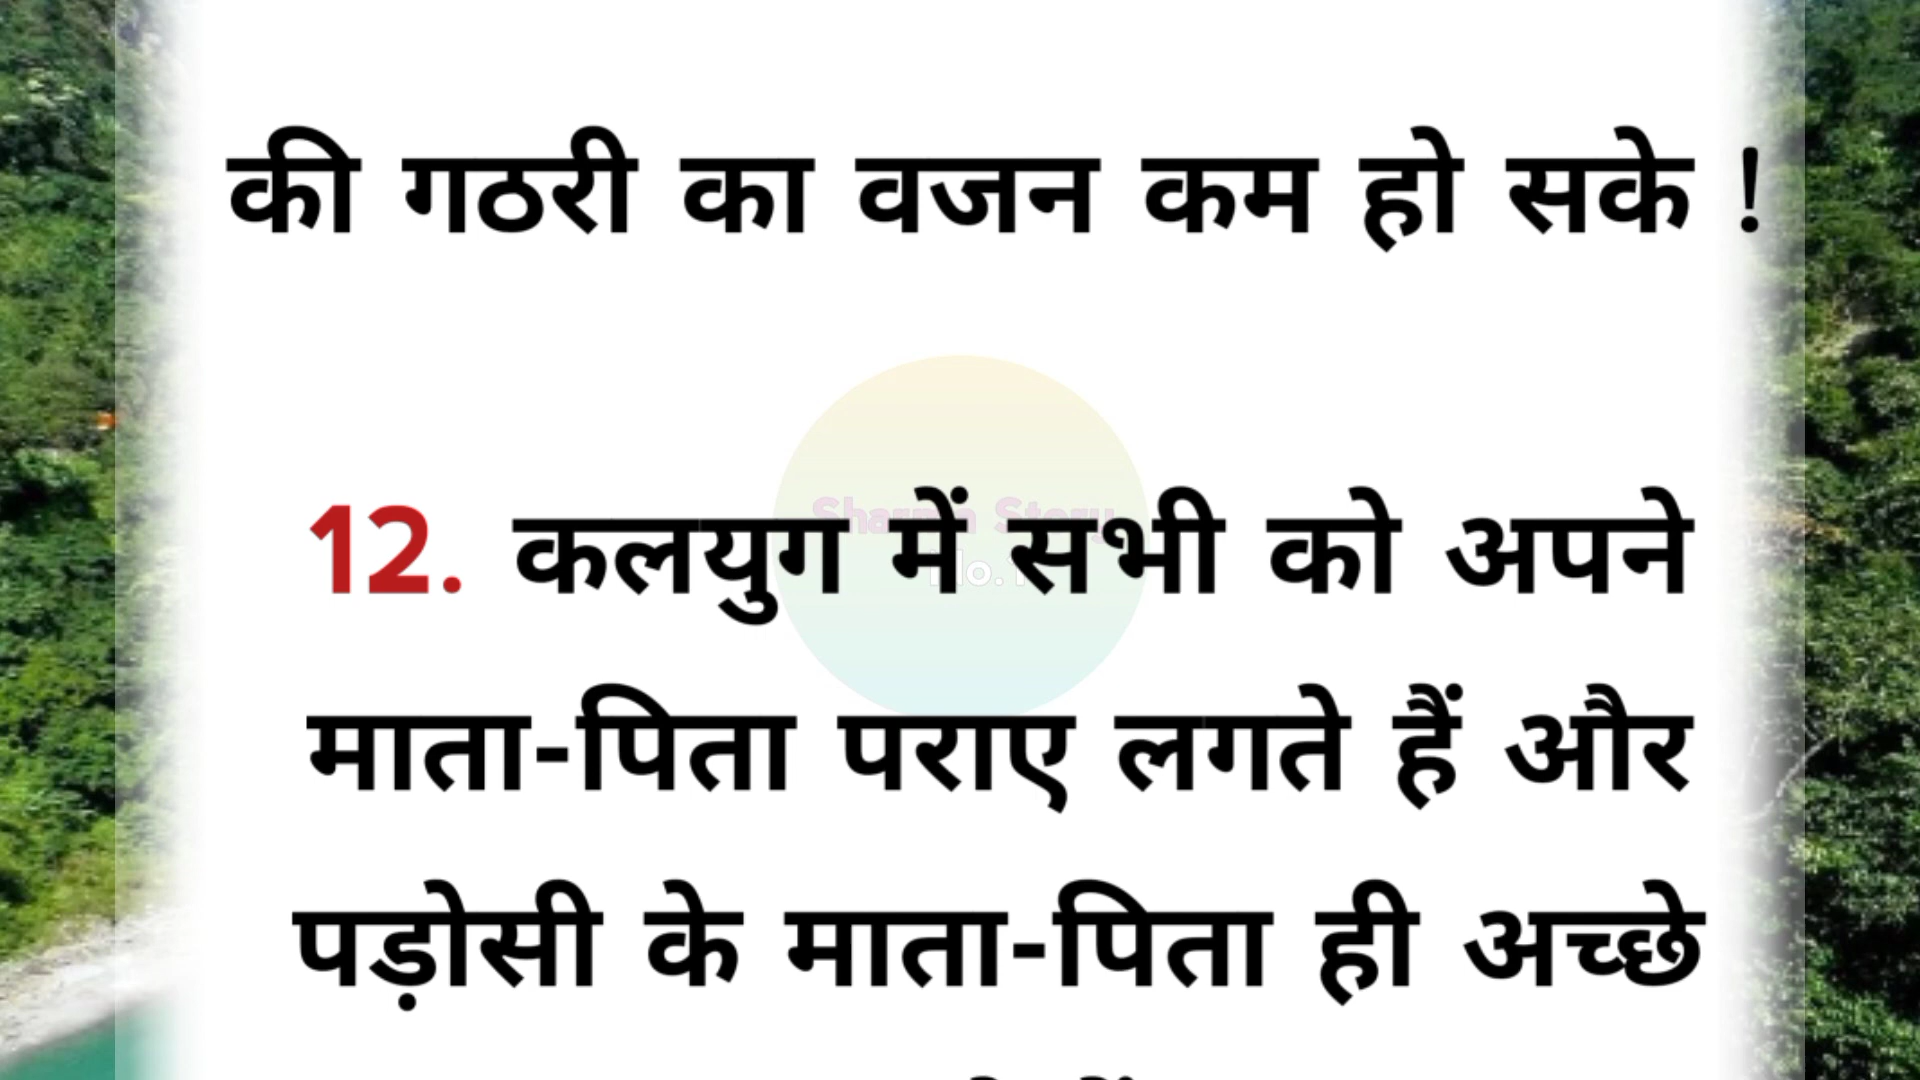 की गठरी का वजन कम हो सके !
12. कलयुग में सभी को अपने
माता-पिता पराए लगते हैं और
पड़ोसी के माता-पिता ही अच्छे